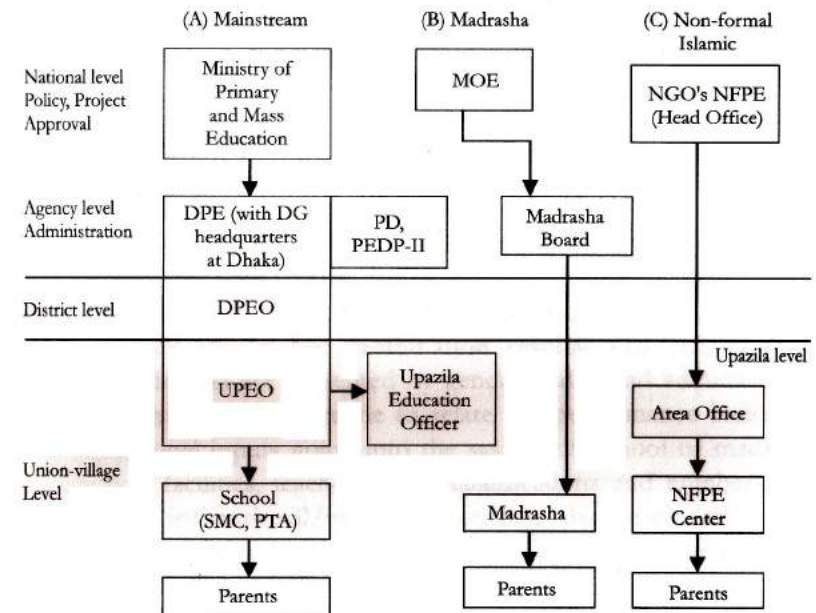 (A) Mainstream
(B) Madrasha
(C) Non-formal
Islamic
National level
Policy, Project
Approval
Ministry of
Primary
and Mass
Education
MOE
NGO's NFPE
(Head Office)
Agency level
Administration
DPE (with DG
headquarters
at Dhaka)
PD,
PEDP-II
Madrasha
Board
District level
DPEO
Upazila level
UPEO
Upazila
Education
Officer
Area Office
Union-village
Level
School
(SMC, PTA)
Madrasha
NFPE
Center
Parents
Parents
Parents